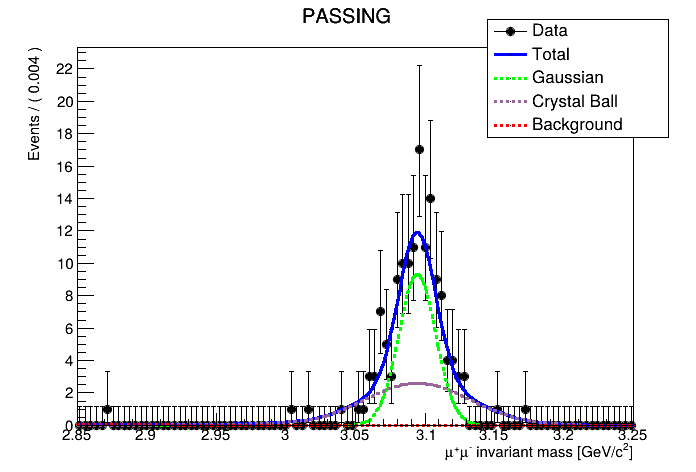 PASSING
Data
Total
Gaussian
Crystal Ball
Background
Events / ( 0.004 )
22
20
18
16
14
12
10
8
6
4
2
0
2.85 2.9 2.95 3 3.05 3.1 3.15 3.2 3.25
μ⁺μ⁻ invariant mass [GeV/c²]